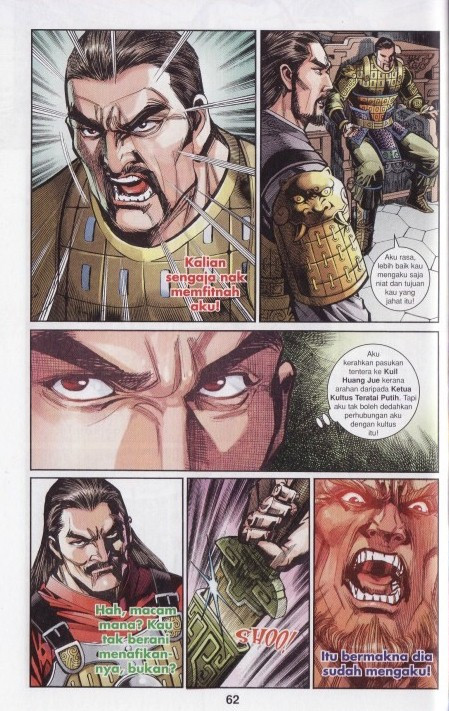 Kalian
sengaja nak
memfitnah
aku!
Aku rasa,
lebih baik kau
mengaku saja
niat dan tujuan
kau yang
jahat itu!
Aku
kerahkan pasukan
tentera ke Kuil
Huang Jue kerana
arahan daripada Ketua
Kultus Teratai Putih. Tapi
aku tak boleh dedahkan
perhubungan aku
dengan kultus
itu!
Hah, macam
mana? Kau
tak berani
menafikan-
nya, bukan?
SHOO!
Itu bermakna dia
sudah mengaku!
62